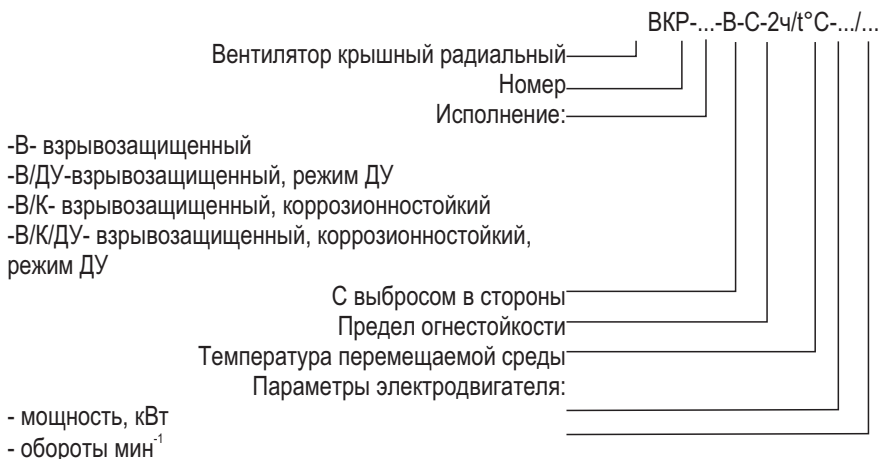 ВКР-...-В-С-2ч/t°С-.../...
Вентилятор крышный радиальный
Номер
Исполнение:
-В- взрывозащищенный
-В/ДУ-взрывозащищенный, режим ДУ
-В/К- взрывозащищенный, коррозионностойкий
-В/К/ДУ- взрывозащищенный, коррозионностойкий,
режим ДУ
С выбросом в стороны
Предел огнестойкости
Температура перемещаемой среды
Параметры электродвигателя:
- мощность, кВт
- обороты мин⁻¹